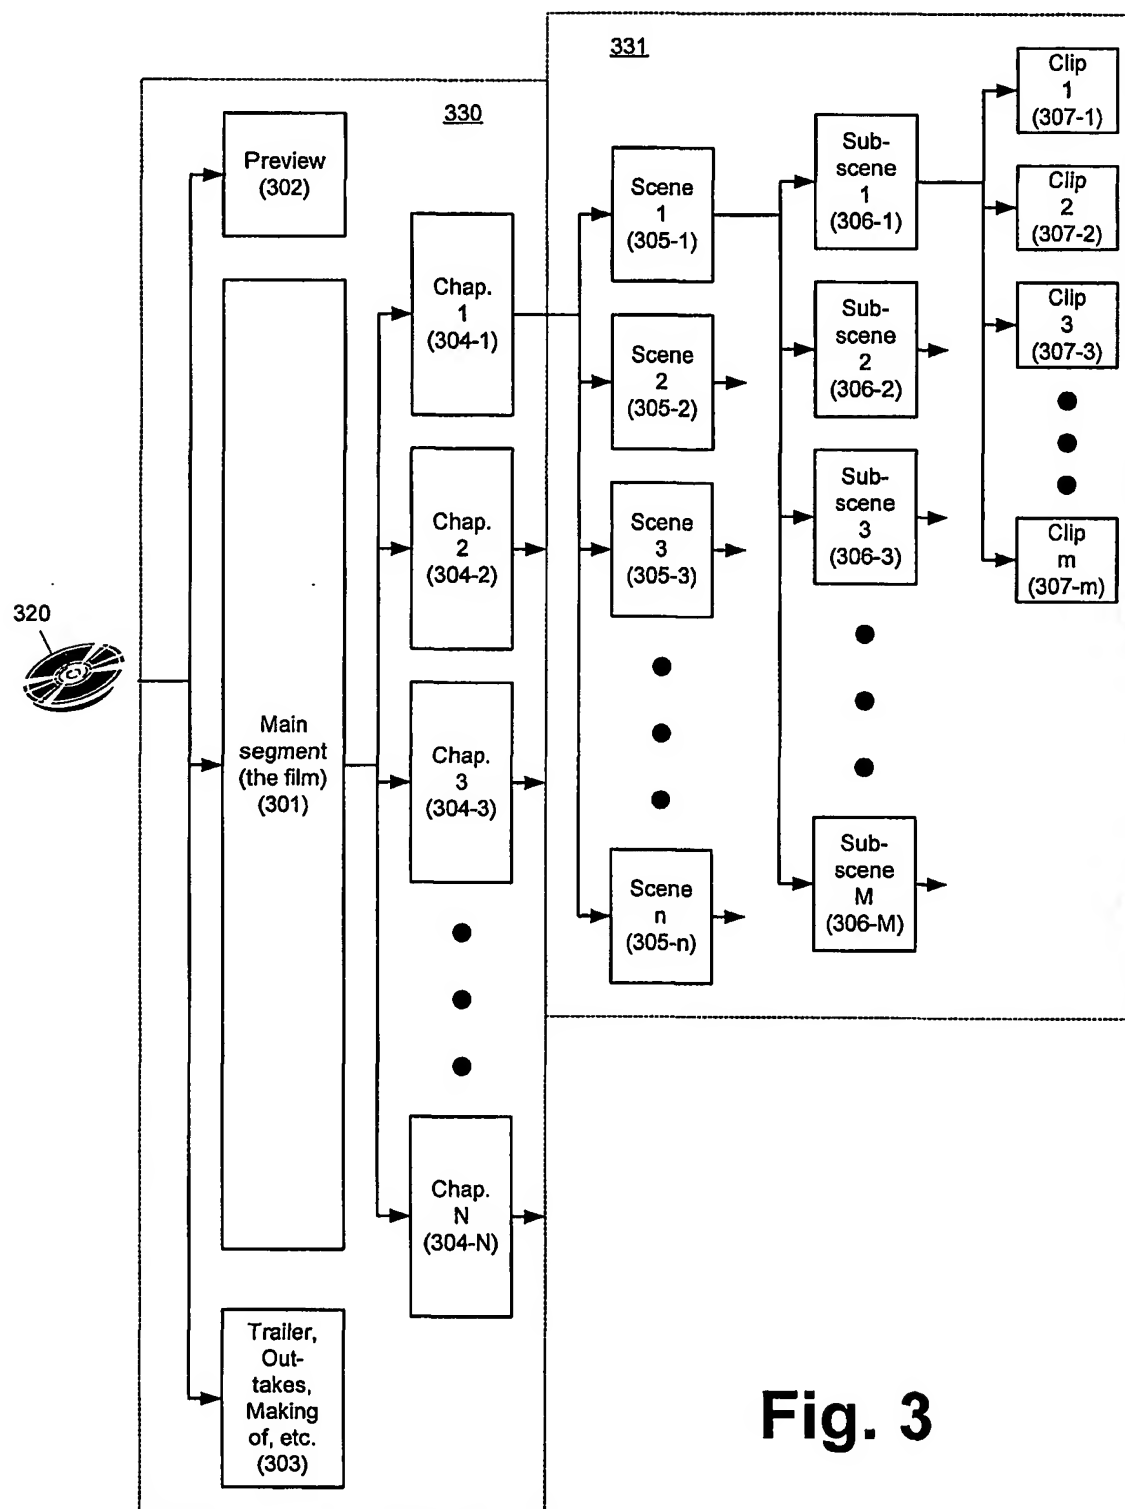 331
330
320
Preview
(302)
Main
segment
(the film)
(301)
Trailer,
Out-
takes,
Making
of, etc.
(303)
Chap.
1
(304-1)
Chap.
2
(304-2)
Chap.
3
(304-3)
Chap.
N
(304-N)
Scene
1
(305-1)
Scene
2
(305-2)
Scene
3
(305-3)
Scene
n
(305-n)
Sub-
scene
1
(306-1)
Sub-
scene
2
(306-2)
Sub-
scene
3
(306-3)
Sub-
scene
M
(306-M)
Clip
1
(307-1)
Clip
2
(307-2)
Clip
3
(307-3)
Clip
m
(307-m)
Fig. 3